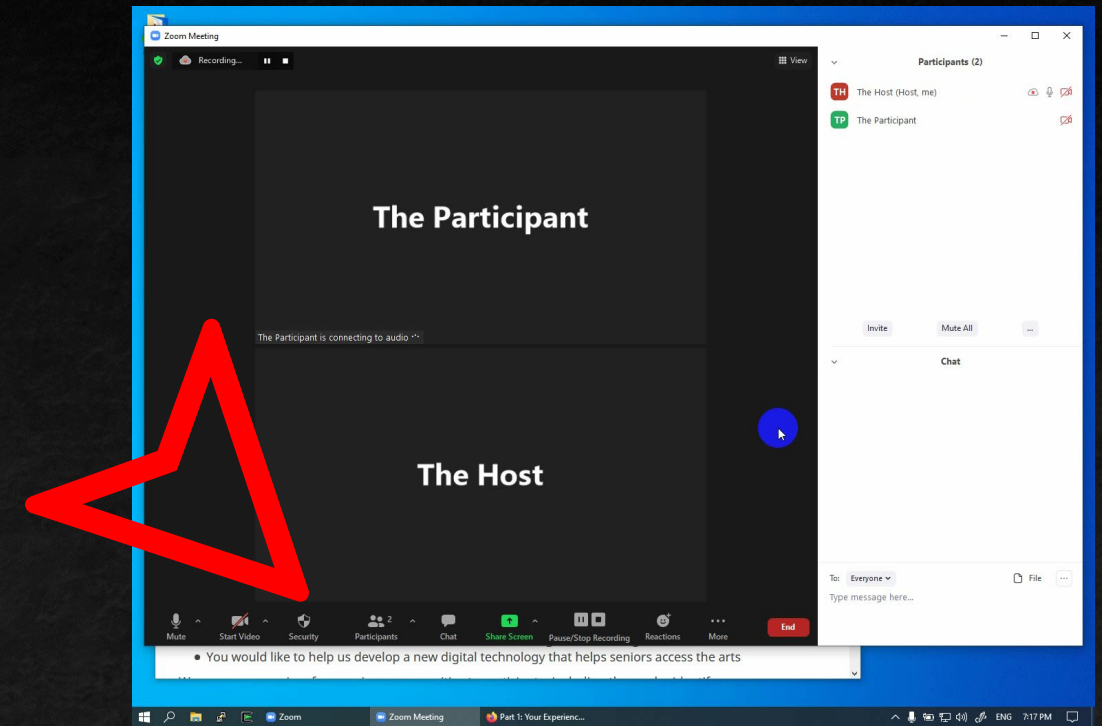 Zoom Meeting
Recording...
View
Participants (2)
TH The Host (Host, me)
TP The Participant
The Participant
The Participant is connecting to audio
Invite Mute All ...
Chat
The Host
To: Everyone File ...
Type message here...
2
Mute Start Video Security Participants Chat Share Screen Pause/Stop Recording Reactions More End
• You would like to help us develop a new digital technology that helps seniors access the arts
Zoom Zoom Meeting Part 1: Your Experienc... ENG 7:17 PM